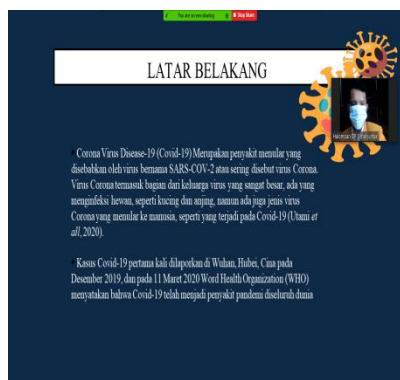 You are screen sharing Stop Share
LATAR BELAKANG
Corona Virus Disease-19 (Covid-19) Merupakan penyakit menular yang
disebabkan oleh virus bernama SARS-COV-2 atau sering disebut virus Corona.
Virus Corona termasuk bagian dari keluarga virus yang sangat besar, ada yang
menginfeksi hewan, seperti kucing dan anjing, namun ada juga jenis virus
Corona yang menular ke manusia, seperti yang terjadi pada Covid-19 (Utami et
all, 2020).
Kasus Covid-19 pertama kali dilaporkan di Wuhan, Hubei, Cina pada
Desember 2019, dan pada 11 Maret 2020 Word Health Organization (WHO)
menyatakan bahwa Covid-19 telah menjadi penyakit pandemi diseluruh dunia